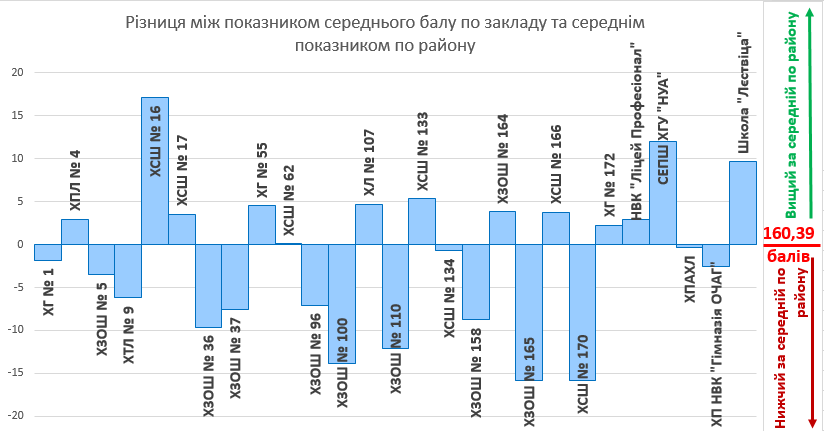 Різниця між показником середнього балу по закладу та середнім
показником по району
20
15
10
5
0
-5
-10
-15
-20
ХГ № 1
ХПЛ № 4
ХЗОШ № 5
ХТЛ № 9
ХСШ № 16
ХСШ № 17
ХЗОШ № 36
ХЗОШ № 37
ХГ № 55
ХСШ № 62
ХЗОШ № 96
ХЗОШ № 100
ХЛ № 107
ХЗОШ № 110
ХСШ № 133
ХСШ № 134
ХЗОШ № 158
ХЗОШ № 164
ХЗОШ № 165
ХСШ № 166
ХСШ № 170
ХГ № 172
НВК "Ліцей Професіонал"
СЕПШ ХГУ "НУА"
ХПАХЛ
ХП НВК "Гімназія ОЧАГ"
Школа "Лєствіца"
Вищий за середній по району
160,39
балів
Нижчий за середній по
району